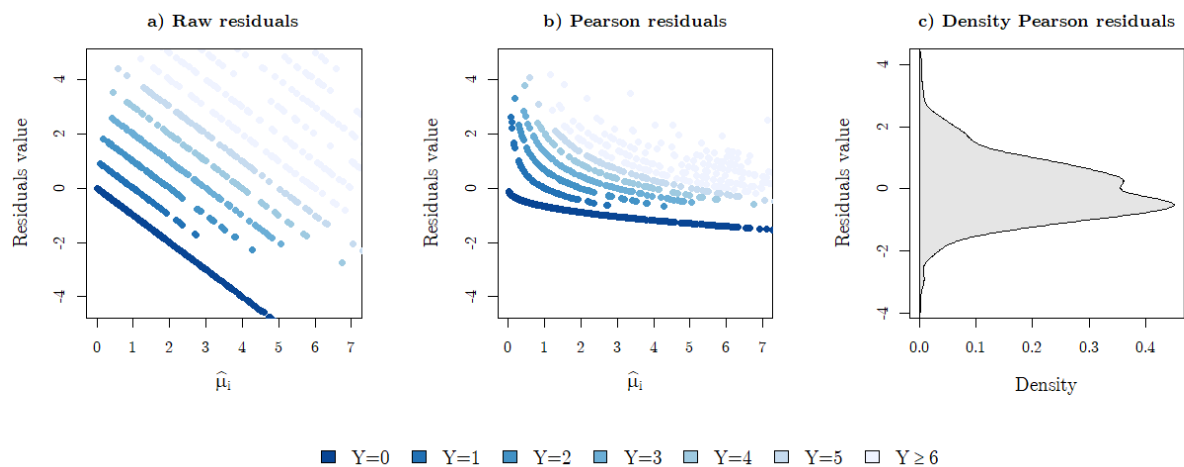 a) Raw residuals
b) Pearson residuals
c) Density Pearson residuals
Residuals value
4
2
0
-2
-4
0 1 2 3 4 5 6 7
μ̂i
Residuals value
4
2
0
-2
-4
0 1 2 3 4 5 6 7
μ̂i
Residuals value
4
2
0
-2
-4
0.0 0.1 0.2 0.3 0.4
Density
Y=0 Y=1 Y=2 Y=3 Y=4 Y=5 Y ≥ 6